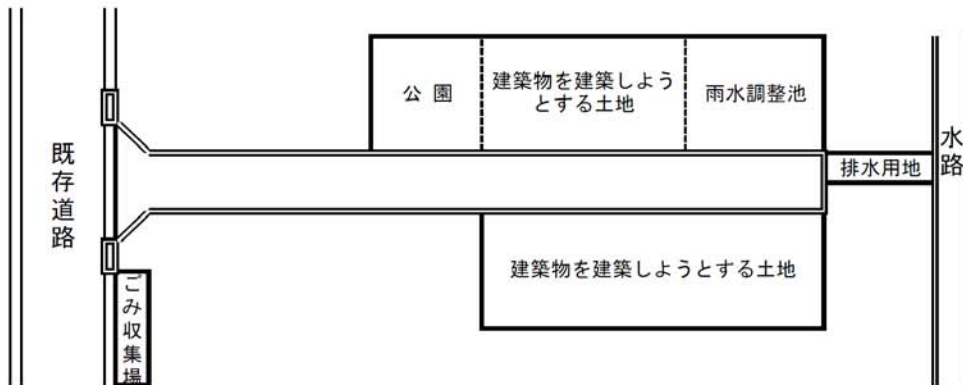 公 園
建築物を建築しよう
とする土地
雨水調整池
既存道路
排水用地
水路
建築物を建築しようとする土地
ごみ収集場